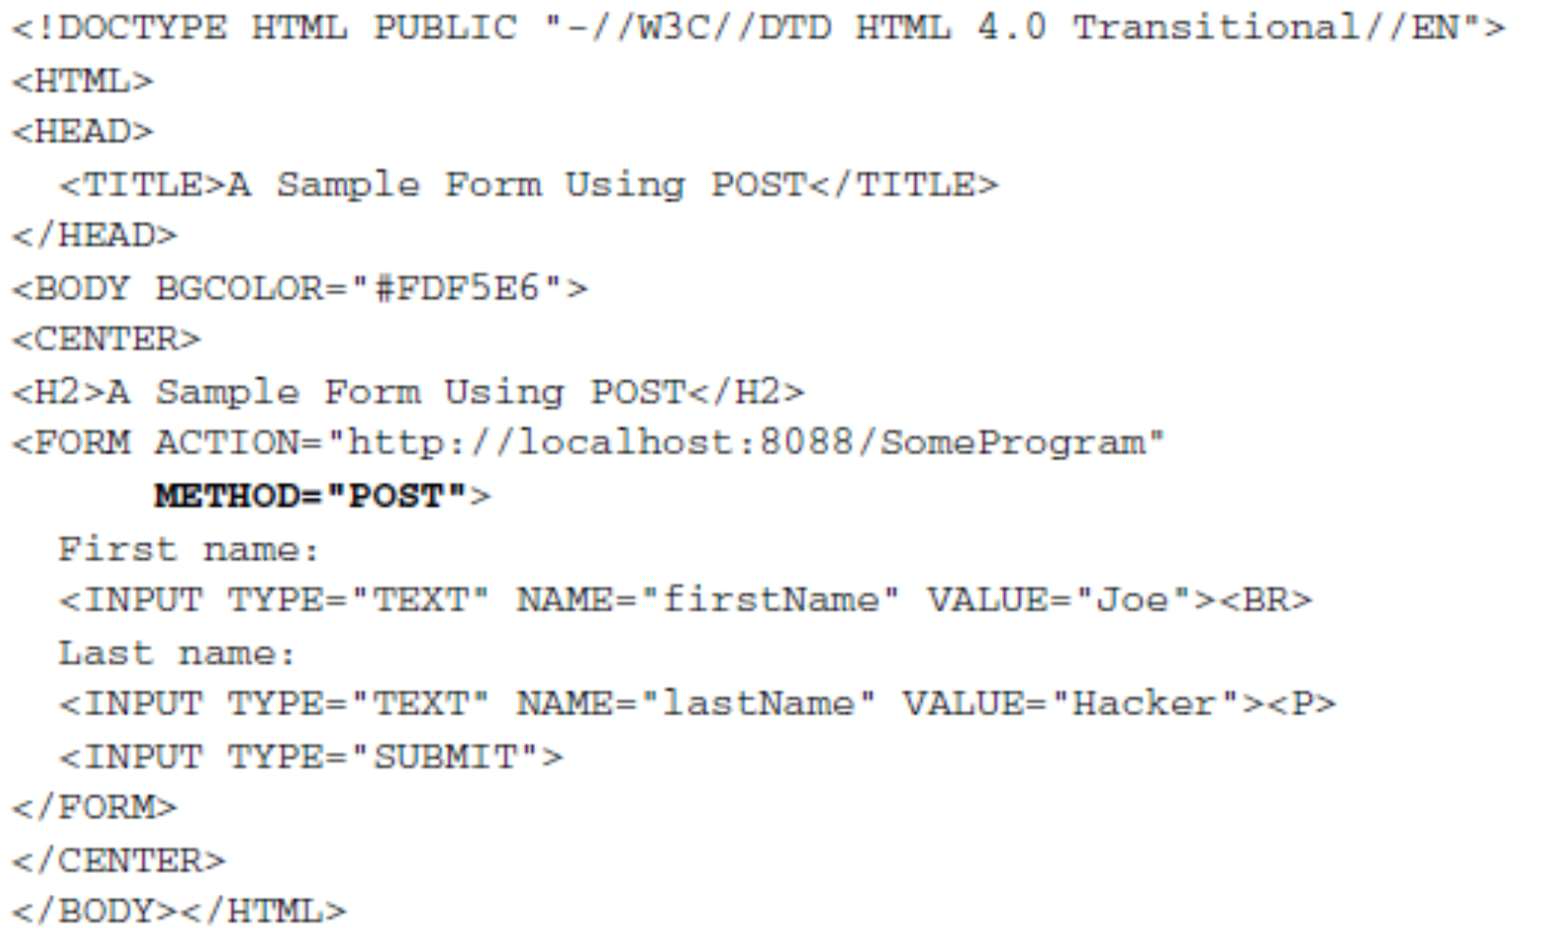 <!DOCTYPE HTML PUBLIC "-//W3C//DTD HTML 4.0 Transitional//EN">
<HTML>
<HEAD>
  <TITLE>A Sample Form Using POST</TITLE>
</HEAD>
<BODY BGCOLOR="#FDF5E6">
<CENTER>
<H2>A Sample Form Using POST</H2>
<FORM ACTION="http://localhost:8088/SomeProgram"
      METHOD="POST">
  First name:
  <INPUT TYPE="TEXT" NAME="firstName" VALUE="Joe"><BR>
  Last name:
  <INPUT TYPE="TEXT" NAME="lastName" VALUE="Hacker"><P>
  <INPUT TYPE="SUBMIT">
</FORM>
</CENTER>
</BODY></HTML>